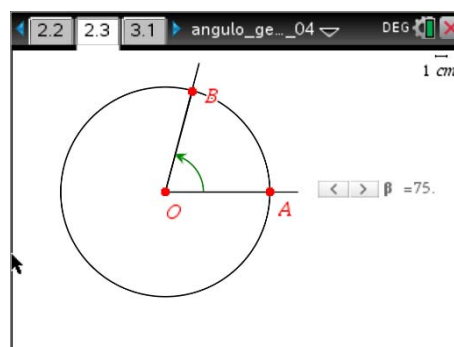 2.2 2.3 3.1 angulo_ge..._04 DEG
1 cm
B
O
A
β =75.